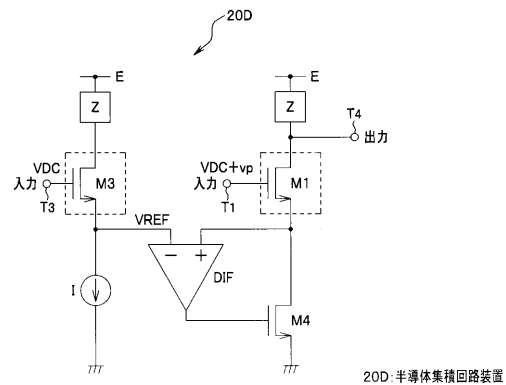 20D
E
E
Z
Z
T4
出力
VDC
入力
M3
T3
VDC+vp
入力
M1
T1
VREF
− +
DIF
I
M4
20D:半導体集積回路装置